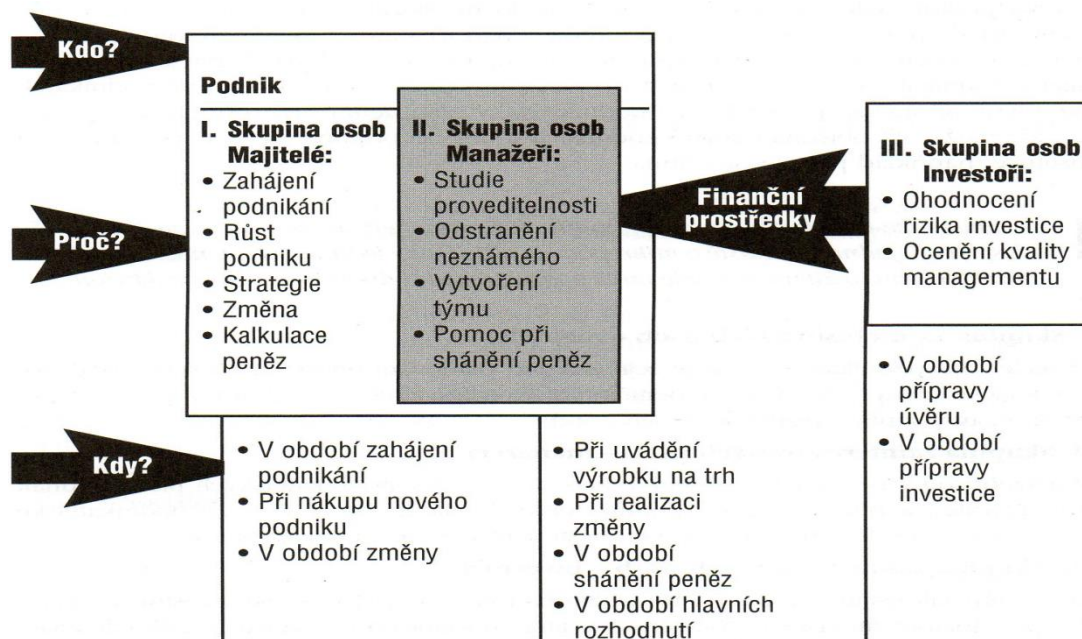 Kdo?
Podnik
I. Skupina osob
Majitelé:
• Zahájení
podnikání
• Růst
podniku
• Strategie
• Změna
• Kalkulace
peněz
II. Skupina osob
Manažeři:
• Studie
proveditelnosti
• Odstranění
neznámého
• Vytvoření
týmu
• Pomoc při
shánění peněz
Finanční
prostředky
III. Skupina osob
Investoři:
• Ohodnocení
rizika investice
• Ocenění kvality
managementu
Proč?
Kdy?
• V období zahájení
podnikání
• Při nákupu nového
podniku
• V období změny
• Při uvádění
výrobku na trh
• Při realizaci
změny
• V období
shánění peněz
• V období hlavních
rozhodnutí
• V období
přípravy
úvěru
• V období
přípravy
investice